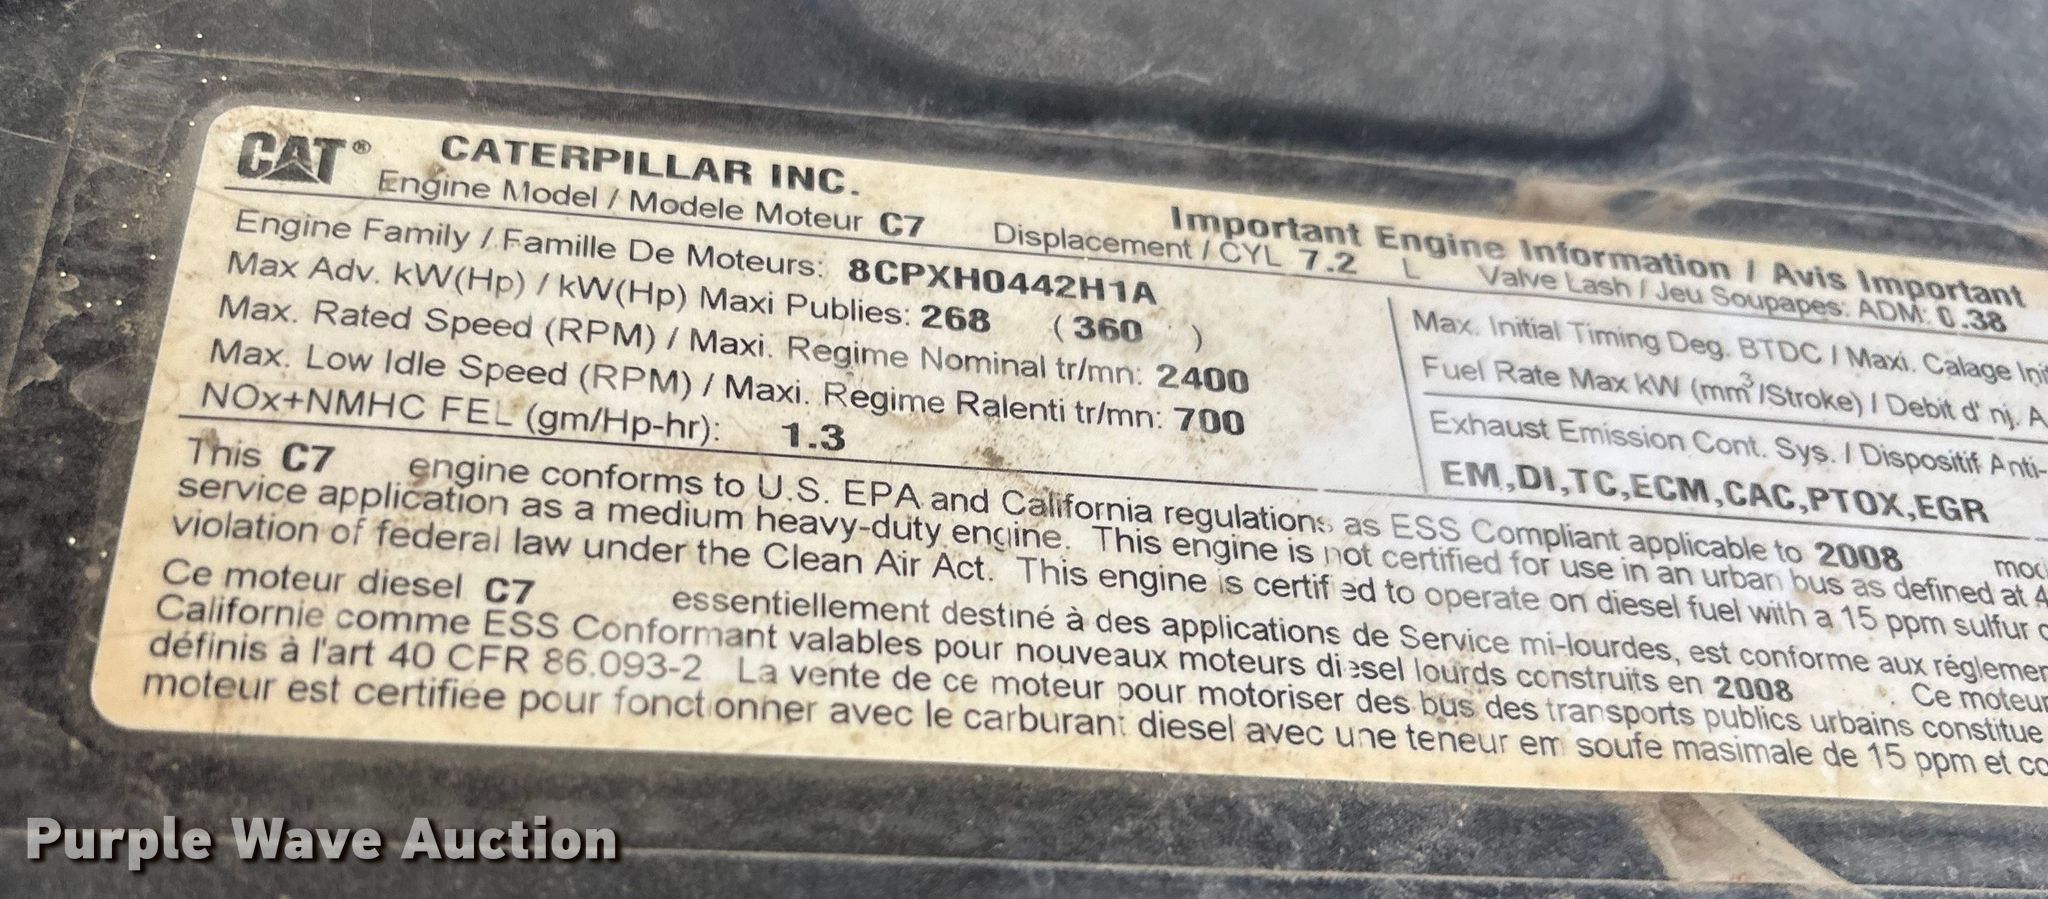 CAT® CATERPILLAR INC.
Important Engine Information / Avis Important
Engine Model / Modele Moteur C7 Displacement / CYL 7.2 L Valve Lash / Jeu Soupapes: ADM: 0.38
Engine Family / Famille De Moteurs: 8CPXH0442H1A
Max Adv. kW(Hp) / kW(Hp) Maxi Publies: 268 ( 360 )
Max. Rated Speed (RPM) / Maxi. Regime Nominal tr/mn: 2400
Max. Low Idle Speed (RPM) / Maxi. Regime Ralenti tr/mn: 700
NOx+NMHC FEL (gm/Hp-hr): 1.3
Max. Initial Timing Deg. BTDC / Maxi. Calage Init
Fuel Rate Max kW (mm³/Stroke) / Debit d' nj. A
Exhaust Emission Cont. Sys. / Dispositif Anti-
EM,DI,TC,ECM,CAC,PTOX,EGR
This C7 engine conforms to U.S. EPA and California regulations as ESS Compliant applicable to 2008
service application as a medium heavy-duty engine. This engine is not certified for use in an urban bus as defined at 4
violation of federal law under the Clean Air Act. This engine is certified to operate on diesel fuel with a 15 ppm sulfur
Ce moteur diesel C7 essentiellement destiné à des applications de Service mi-lourdes, est conforme aux réglemen
Californie comme ESS Conformant valables pour nouveaux moteurs diesel lourds construits en 2008. Ce moteur
définis à l'art 40 CFR 86.093-2 La vente de ce moteur pour motoriser des bus des transports publics urbains constitue
moteur est certifiée pour fonctionner avec le carburant diesel avec une teneur em soufe masimale de 15 ppm et co
Purple Wave Auction